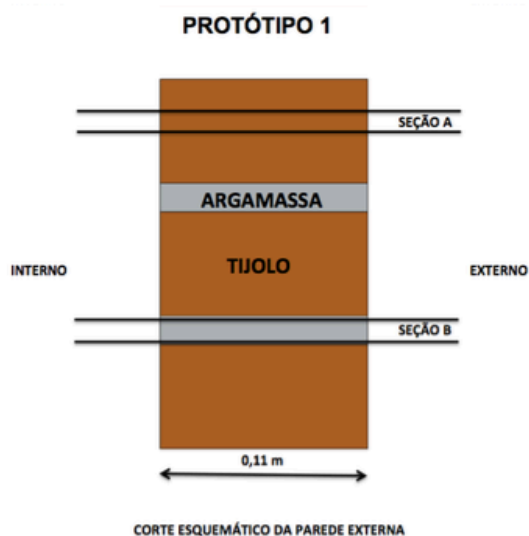 PROTÓTIPO 1
SEÇÃO A
ARGAMASSA
INTERNO
TIJOLO
EXTERNO
SEÇÃO B
0,11 m
CORTE ESQUEMÁTICO DA PAREDE EXTERNA